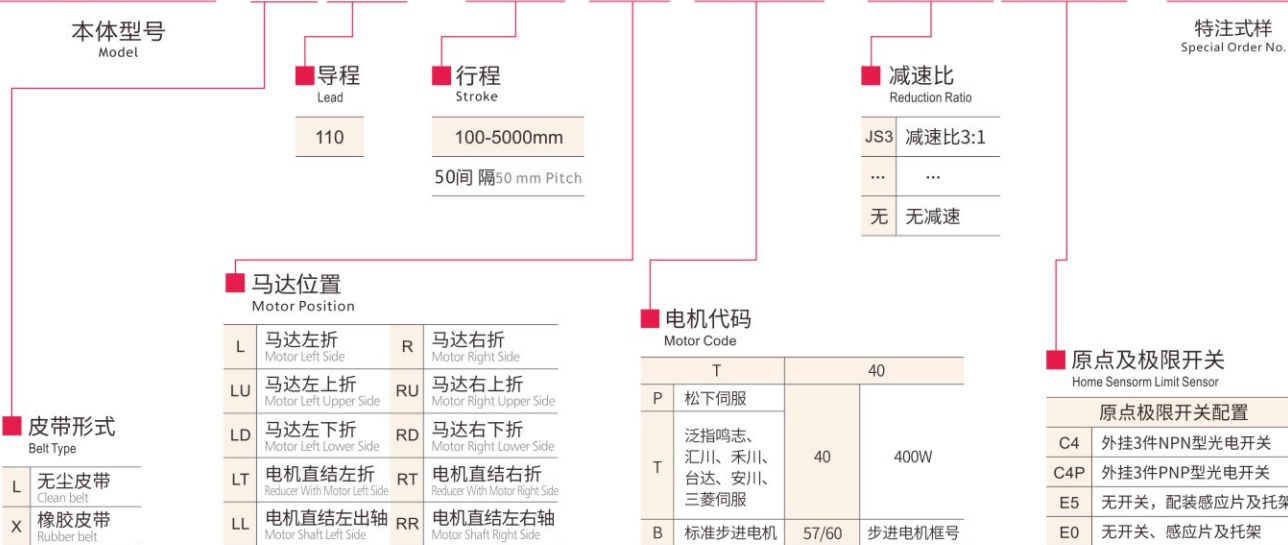 本体型号
Model
特注式样
Special Order No.
导程
Lead
110
行程
Stroke
100-5000mm
50间 隔50 mm Pitch
减速比
Reduction Ratio
JS3 减速比3:1
... ...
无 无减速
马达位置
Motor Position
L 马达左折 R 马达右折
Motor Left Side Motor Right Side
LU 马达左上折 RU 马达右上折
Motor Left Upper Side Motor Right Upper Side
LD 马达左下折 RD 马达右下折
Motor Left Lower Side Motor Right Lower Side
LT 电机直结左折 RT 电机直结右折
Reducer With Motor Left Side Reducer With Motor Right Side
LL 电机直结左出轴 RR 电机直结左右轴
Motor Shaft Left Side Motor Shaft Right Side
电机代码
Motor Code
T 40
P 松下伺服
T 泛指鸣志、
汇川、禾川、
台达、安川、
三菱伺服
40 400W
B 标准步进电机 57/60 步进电机框号
原点及极限开关
Home Sensorm Limit Sensor
原点极限开关配置
C4 外挂3件NPN型光电开关
C4P 外挂3件PNP型光电开关
E5 无开关，配装感应片及托架
E0 无开关、感应片及托架
皮带形式
Belt Type
L 无尘皮带
Clean belt
X 橡胶皮带
Rubber belt